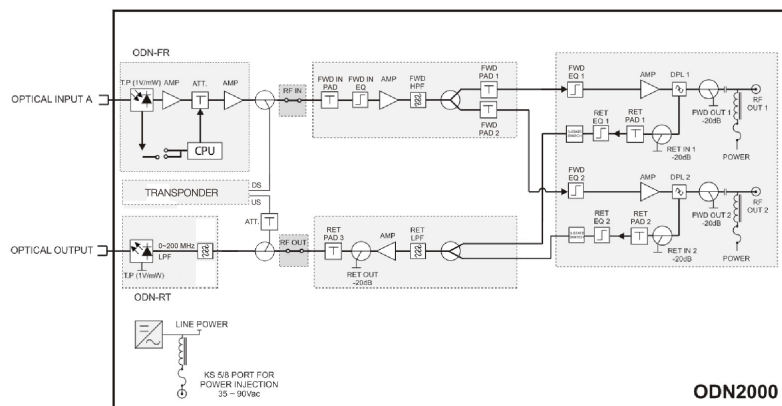 ODN-FR
T.P (1V/mW) AMP ATT. AMP
OPTICAL INPUT A
CPU
RF IN
FWD IN PAD
FWD IN EQ
AMP
FWD HPF
FWD PAD 1
FWD PAD 2
FWD EQ 1
AMP
DPL 1
FWD OUT 1
-20dB
RF OUT 1
POWER
RET EQ 1
RET PAD 1
RET IN 1
-20dB
FWD EQ 2
AMP
DPL 2
FWD OUT 2
-20dB
RF OUT 2
POWER
RET EQ 2
RET PAD 2
RET IN 2
-20dB
TRANSPONDER
DS
US
ATT.
OPTICAL OUTPUT
0~200 MHz
LPF
T.P (1V/mW)
ODN-RT
RF OUT
RET PAD 3
RET OUT
-20dB
AMP
RET LPF
LINE POWER
KS 5/8 PORT FOR
POWER INJECTION
35 ~ 90Vac
ODN2000